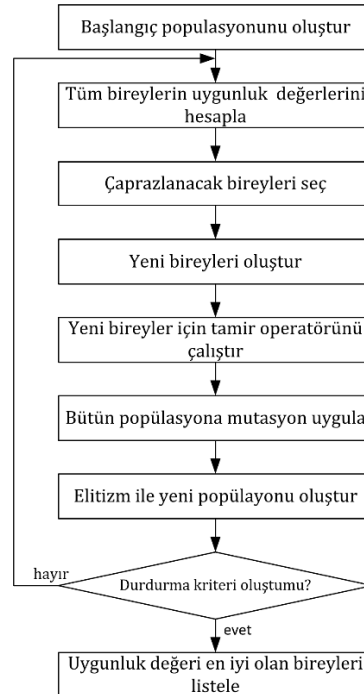 Başlangıç populasyonunu oluştur
Tüm bireylerin uygunluk değerlerini
hesapla
Çaprazlanacak bireyleri seç
Yeni bireyleri oluştur
Yeni bireyler için tamir operatörünü
çalıştır
Bütün popülasyona mutasyon uygula
Elitizm ile yeni popülayonu oluştur
hayır
Durdurma kriteri oluştumu?
evet
Uygunluk değeri en iyi olan bireyleri
listele